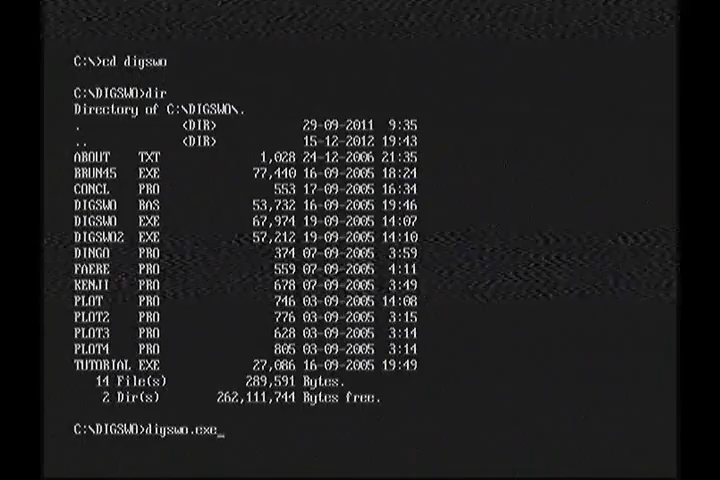 C:\>cd digswo
C:\DIGSWO>dir
Directory of C:\DIGSWO\.
. <DIR> 29-09-2011 9:35
.. <DIR> 15-12-2012 19:43
ABOUT TXT 1,028 24-12-2006 21:35
BRUN45 EXE 77,440 16-09-2005 18:24
CONCL PRO 553 17-09-2005 16:34
DIGSWO BAS 53,732 16-09-2005 19:46
DIGSWO EXE 67,974 19-09-2005 14:07
DIGSWO2 EXE 57,212 19-09-2005 14:10
DINGO PRO 374 07-09-2005 3:59
FAERE PRO 559 07-09-2005 4:11
KENJI PRO 678 07-09-2005 3:49
PLOT PRO 746 03-09-2005 14:08
PLOT2 PRO 776 03-09-2005 3:15
PLOT3 PRO 628 03-09-2005 3:14
PLOT4 PRO 805 03-09-2005 3:14
TUTORIAL EXE 27,086 16-09-2005 19:49
14 File(s) 289,591 Bytes.
2 Dir(s) 262,111,744 Bytes free.
C:\DIGSWO>digswo.exe_